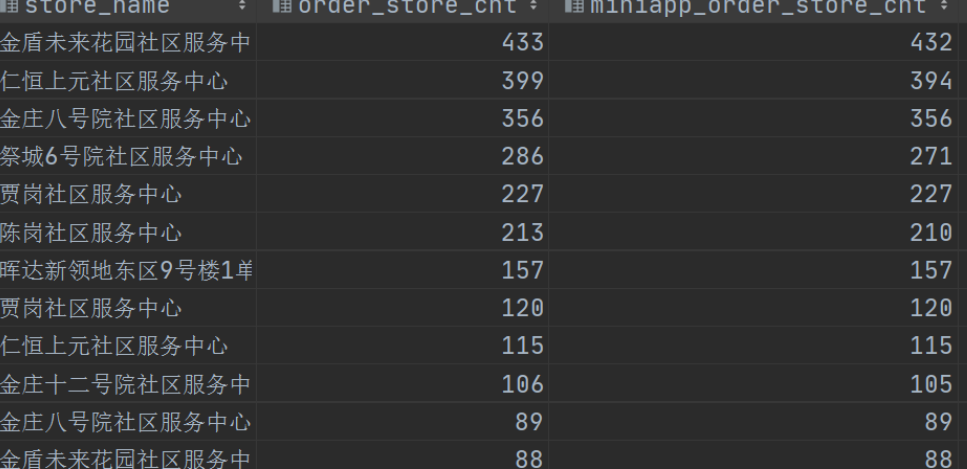 store_name order_store_cnt miniapp_order_store_cnt
金盾未来花园社区服务中 433 432
仁恒上元社区服务中心 399 394
金庄八号院社区服务中心 356 356
祭城6号院社区服务中心 286 271
贾岗社区服务中心 227 227
陈岗社区服务中心 213 210
晖达新领地东区9号楼1单 157 157
贾岗社区服务中心 120 120
仁恒上元社区服务中心 115 115
金庄十二号院社区服务中 106 105
金庄八号院社区服务中心 89 89
金盾未来花园社区服务中 88 88